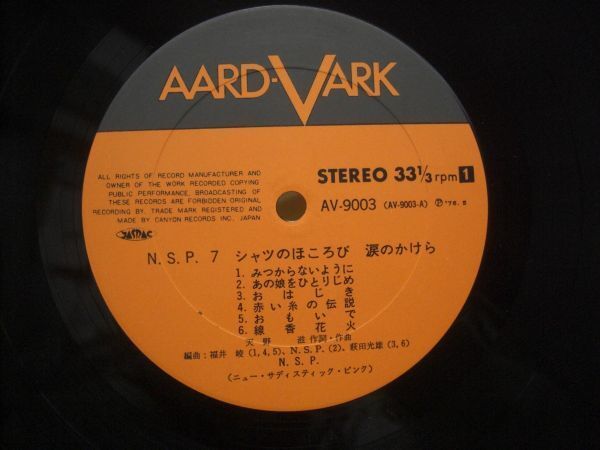 AARD-VARK
ALL RIGHTS OF RECORD MANUFACTURER AND
OWNER OF THE WORK RECORDED COPYING
PUBLIC PERFORMANCE, BROADCASTING OF
THESE RECORDS ARE FORBIDDEN ORIGINAL
RECORDING BY. TRADE MARK REGISTERED AND
MADE BY CANYON RECORDS INC. JAPAN
JASRAC
STEREO 33 1/3 rpm 1
AV-9003 (AV-9003-A) Ⓟ'76. 5
N. S. P. 7 シャツのほころび 涙のかけら
1. みつからないように
2. あの娘をひとりじめ
3. おはじき
4. 赤い糸の伝説
5. おもいで
6. 線香花火
天野 滋 作詞・作曲
編曲:福井 峻(1,4,5)、N.S.P.(2)、萩田光雄(3,6)
N. S. P.
(ニュー・サディスティック・ピンク)